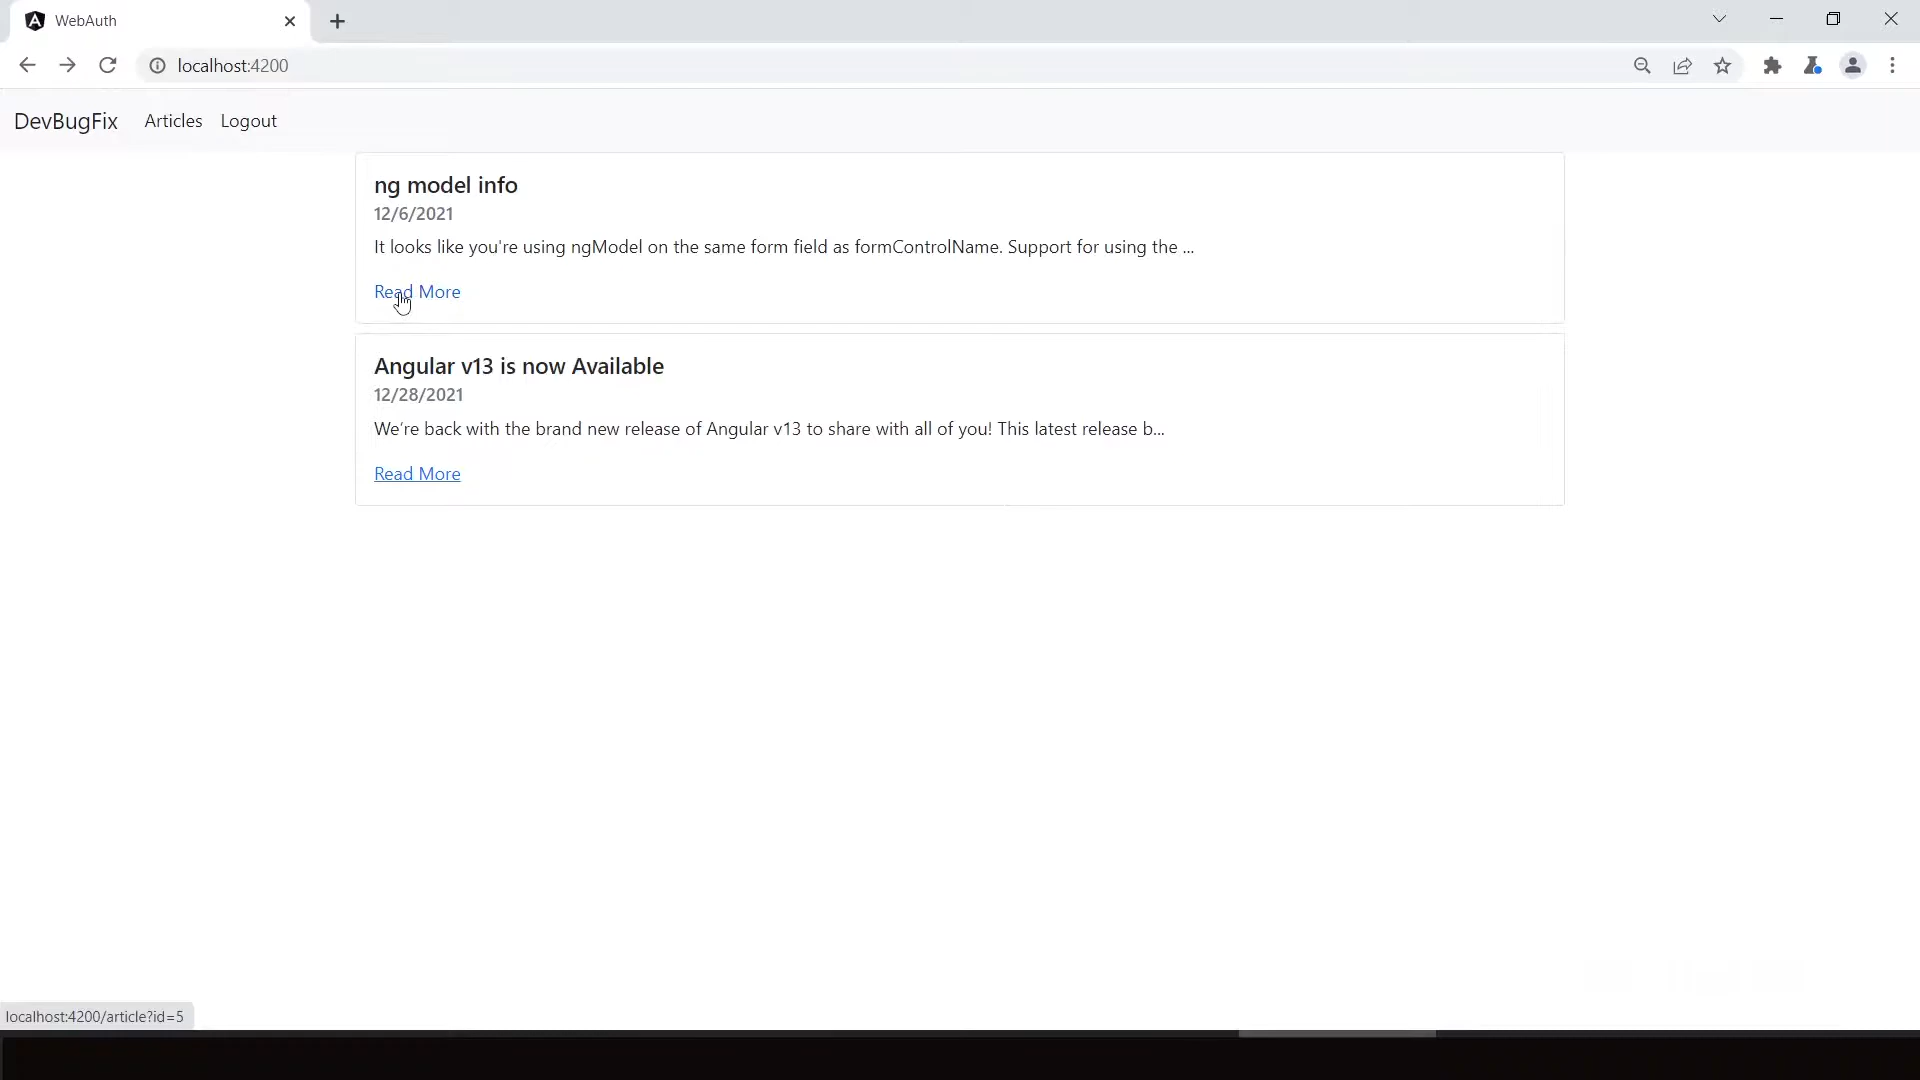 WebAuth
localhost:4200
DevBugFix Articles Logout
ng model info
12/6/2021
It looks like you're using ngModel on the same form field as formControlName. Support for using the ...
Read More
Angular v13 is now Available
12/28/2021
We’re back with the brand new release of Angular v13 to share with all of you! This latest release b...
Read More
localhost:4200/article?id=5